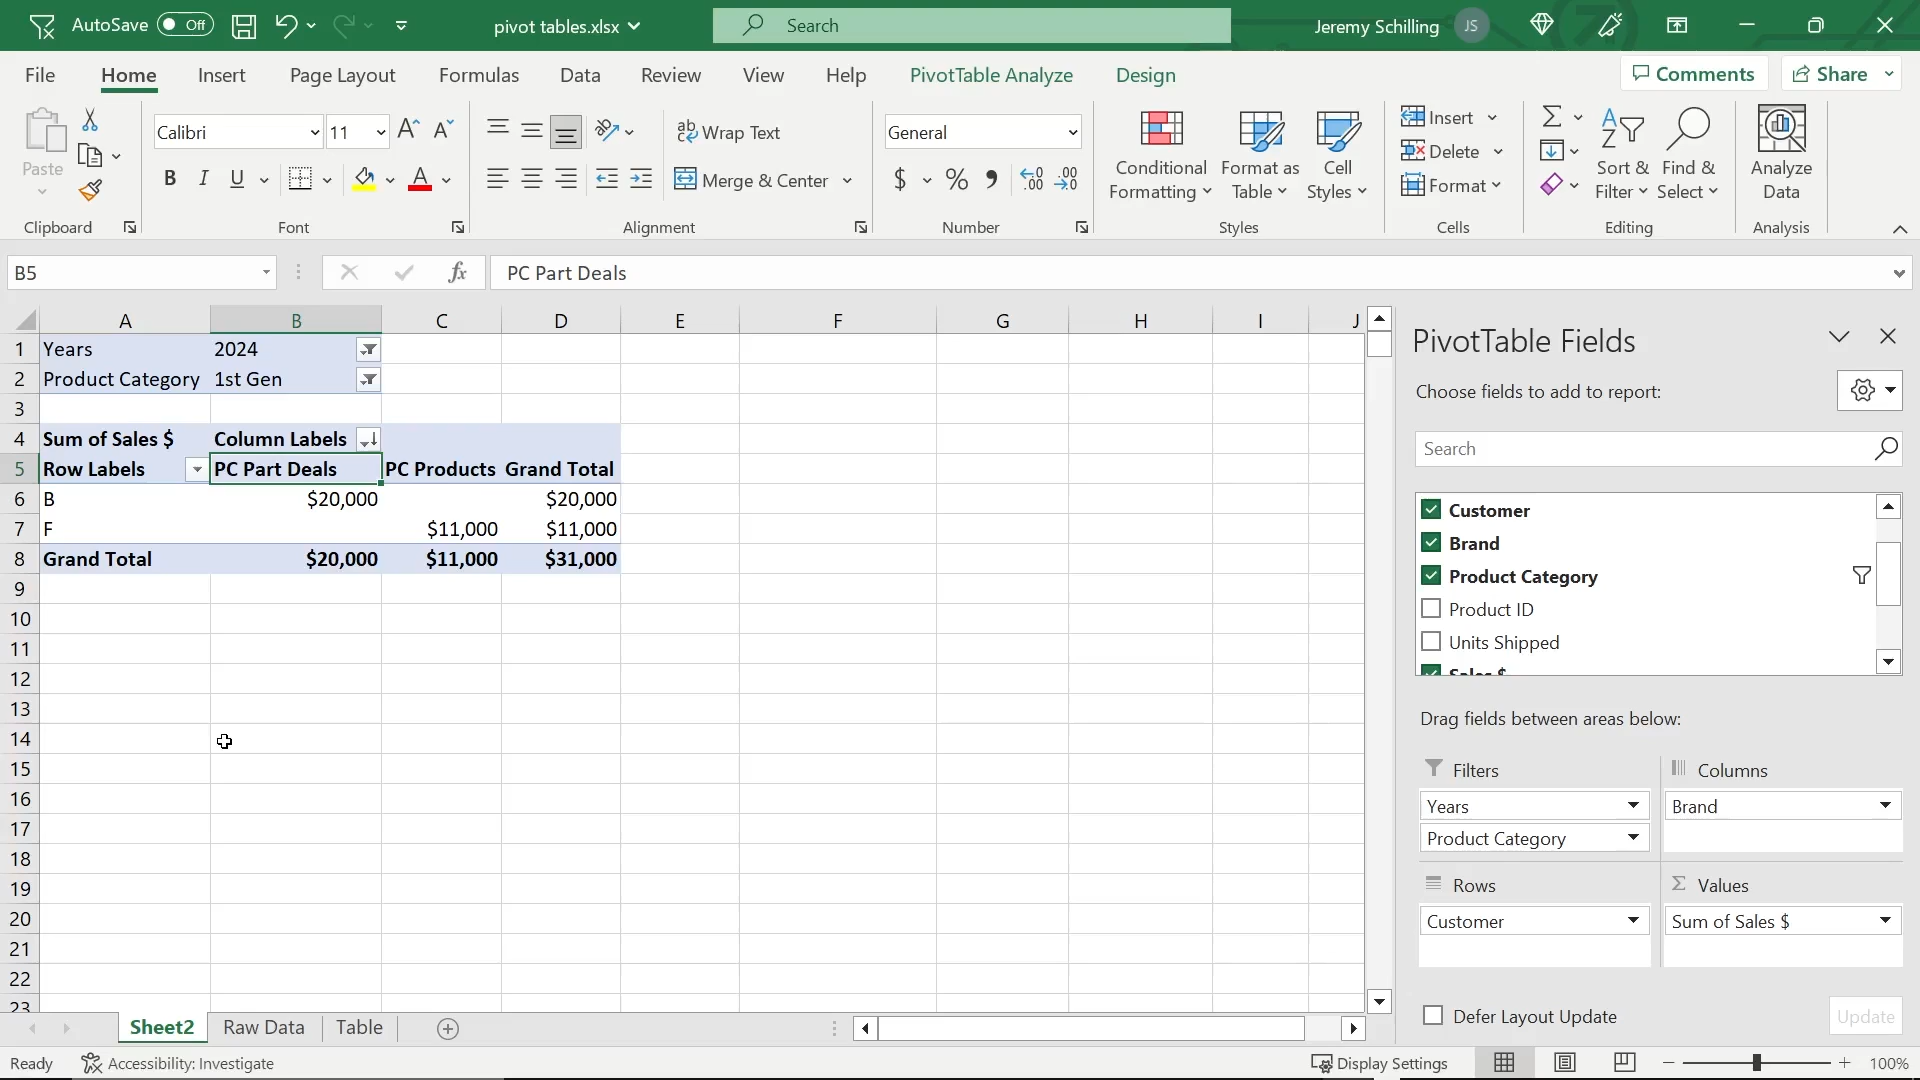 AutoSave Off pivot tables.xlsx Search Jeremy Schilling JS
File Home Insert Page Layout Formulas Data Review View Help PivotTable Analyze Design Comments Share
Paste Calibri 11 Wrap Text General Conditional Formatting Format as Table Cell Styles Insert Sort & Filter Find & Select Analyze Data
B I U Merge & Center $ % Delete
Format
Clipboard Font Alignment Number Styles Cells Editing Analysis
B5 fx PC Part Deals
A B C D E F G H I J
1 Years 2024
2 Product Category 1st Gen
3
4 Sum of Sales $ Column Labels
5 Row Labels PC Part Deals PC Products Grand Total
6 B $20,000 $20,000
7 F $11,000 $11,000
8 Grand Total $20,000 $11,000 $31,000
9
10
11
12
13
14
15
16
17
18
19
20
21
22
23
PivotTable Fields
Choose fields to add to report:
Search
Customer
Brand
Product Category
Product ID
Units Shipped
Sales $
Drag fields between areas below:
Filters Columns
Years Brand
Product Category
Rows Values
Customer Sum of Sales $
Defer Layout Update Update
Sheet2 Raw Data Table
Ready Accessibility: Investigate Display Settings 100%